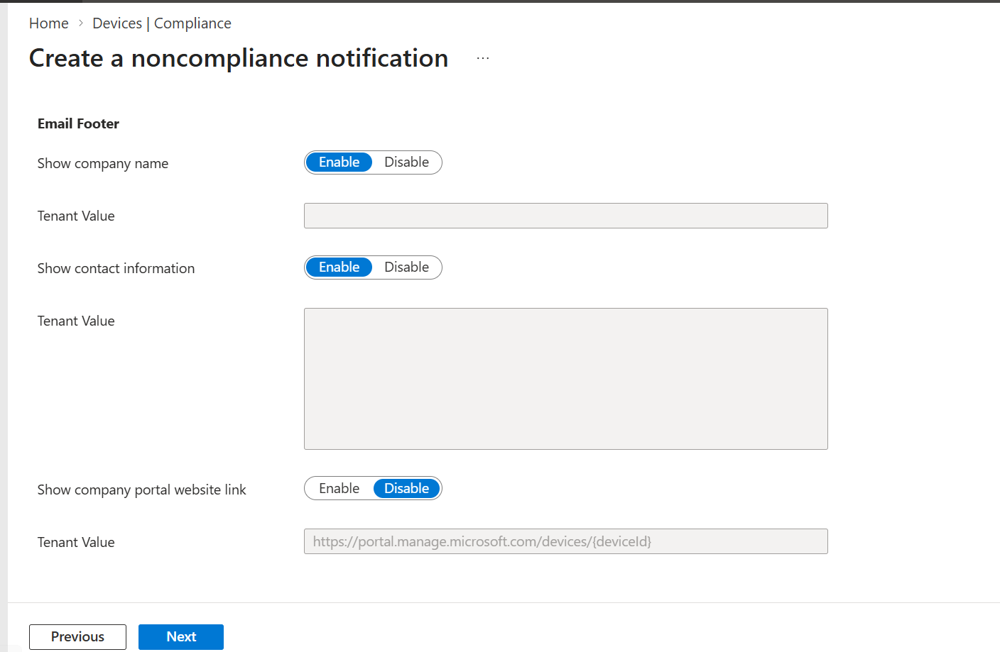 Home > Devices | Compliance
Create a noncompliance notification ...
Email Footer
Show company name Enable Disable
Tenant Value
Show contact information Enable Disable
Tenant Value
Show company portal website link Enable Disable
Tenant Value https://portal.manage.microsoft.com/devices/{deviceId}
Previous Next